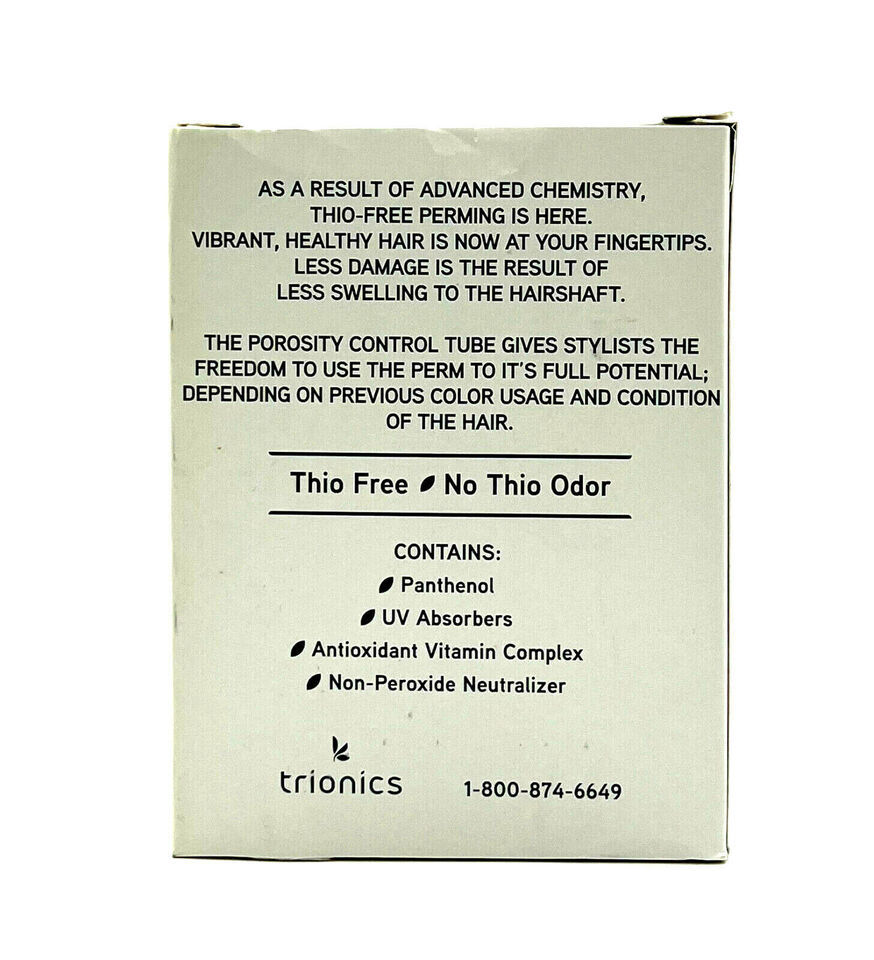 AS A RESULT OF ADVANCED CHEMISTRY,
THIO-FREE PERMING IS HERE.
VIBRANT, HEALTHY HAIR IS NOW AT YOUR FINGERTIPS.
LESS DAMAGE IS THE RESULT OF
LESS SWELLING TO THE HAIRSHAFT.
THE POROSITY CONTROL TUBE GIVES STYLISTS THE
FREEDOM TO USE THE PERM TO IT'S FULL POTENTIAL;
DEPENDING ON PREVIOUS COLOR USAGE AND CONDITION
OF THE HAIR.
Thio Free No Thio Odor
CONTAINS:
Panthenol
UV Absorbers
Antioxidant Vitamin Complex
Non-Peroxide Neutralizer
trionics 1-800-874-6649